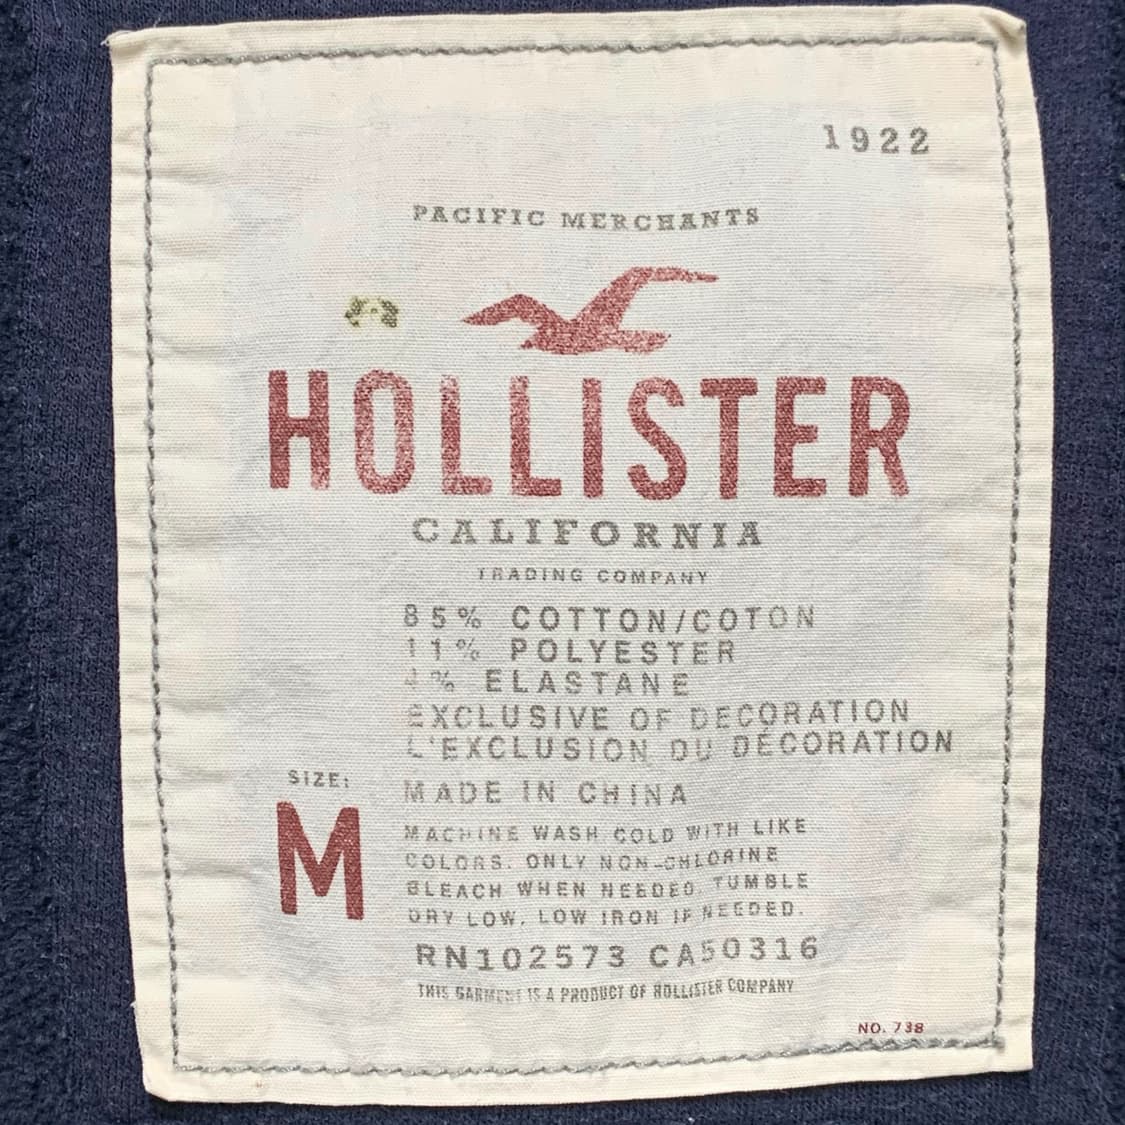 1922
PACIFIC MERCHANTS
HOLLISTER
CALIFORNIA
TRADING COMPANY
85% COTTON/COTON
11% POLYESTER
4% ELASTANE
EXCLUSIVE OF DECORATION
L'EXCLUSION DU DÉCORATION
SIZE:
M
MADE IN CHINA
MACHINE WASH COLD WITH LIKE
COLORS. ONLY NON-CHLORINE
BLEACH WHEN NEEDED. TUMBLE
DRY LOW. LOW IRON IF NEEDED.
RN102573 CA50316
THIS GARMENT IS A PRODUCT OF HOLLISTER COMPANY
NO. 738